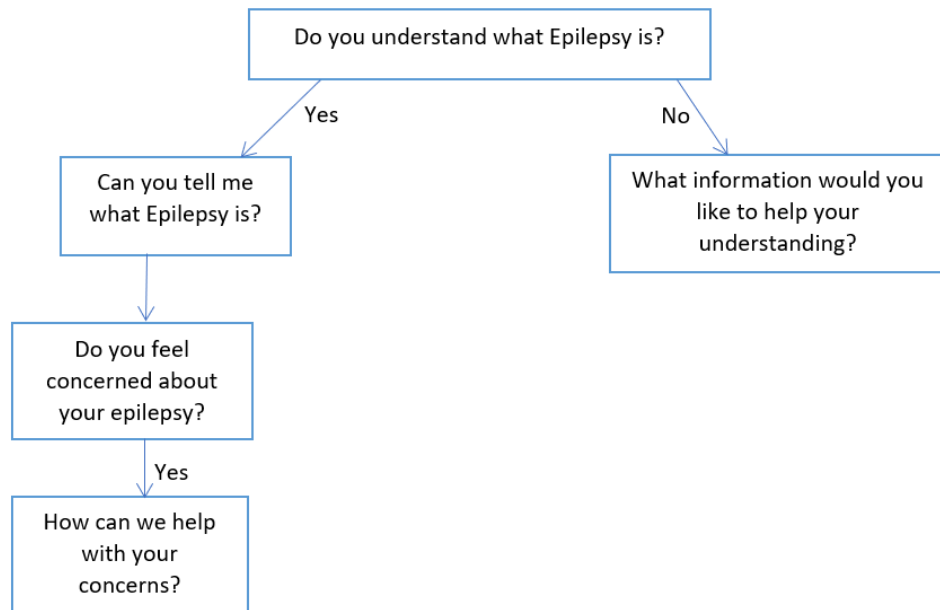 Do you understand what Epilepsy is?
Yes
No
Can you tell me
what Epilepsy is?
What information would you
like to help your
understanding?
Do you feel
concerned about
your epilepsy?
Yes
How can we help
with your
concerns?